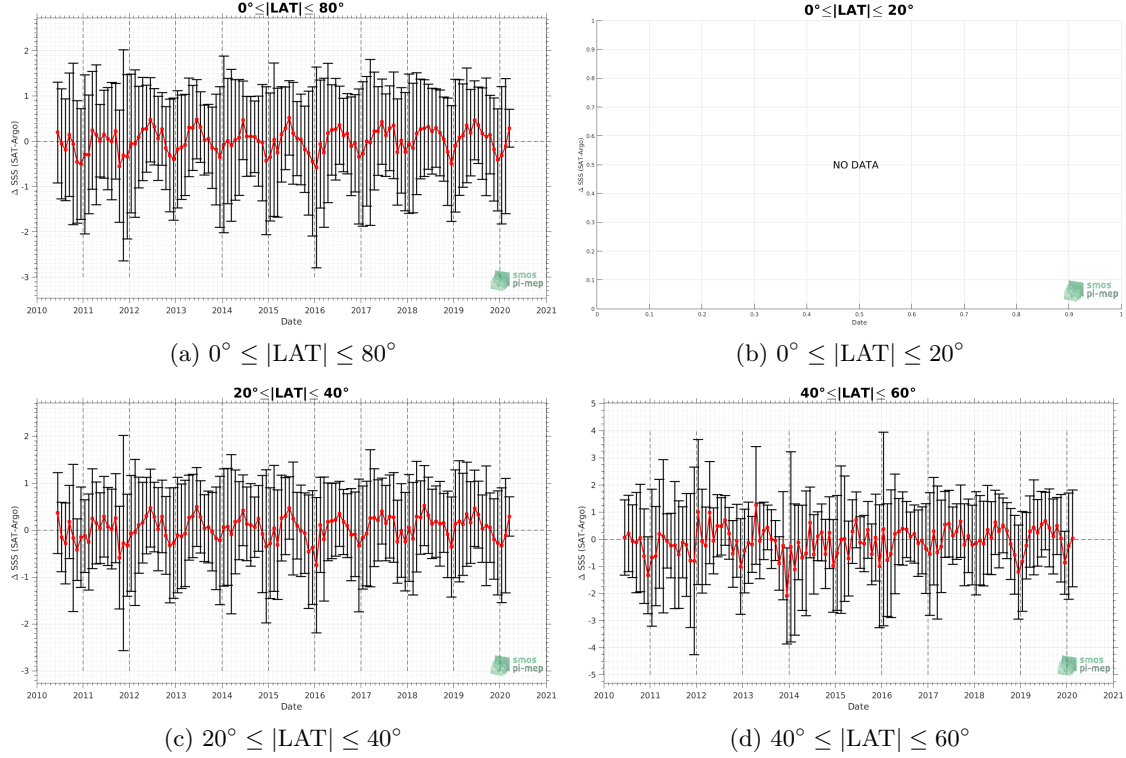 0°≤|LAT|≤ 80°
Δ SSS (SAT-Argo)
2
1
0
-1
-2
-3
2010 2011 2012 2013 2014 2015 2016 2017 2018 2019 2020 2021
Date
smos
pi-mep
(a) 0° ≤ |LAT| ≤ 80°
0°≤|LAT|≤ 20°
Δ SSS (SAT-Argo)
1
0.9
0.8
0.7
0.6
0.5
0.4
0.3
0.2
0.1
0
NO DATA
0 0.1 0.2 0.3 0.4 0.5 0.6 0.7 0.8 0.9 1
Date
smos
pi-mep
(b) 0° ≤ |LAT| ≤ 20°
20°≤|LAT|≤ 40°
Δ SSS (SAT-Argo)
2
1
0
-1
-2
-3
2010 2011 2012 2013 2014 2015 2016 2017 2018 2019 2020 2021
Date
smos
pi-mep
(c) 20° ≤ |LAT| ≤ 40°
40°≤|LAT|≤ 60°
Δ SSS (SAT-Argo)
5
4
3
2
1
0
-1
-2
-3
-4
-5
2010 2011 2012 2013 2014 2015 2016 2017 2018 2019 2020 2021
Date
smos
pi-mep
(d) 40° ≤ |LAT| ≤ 60°